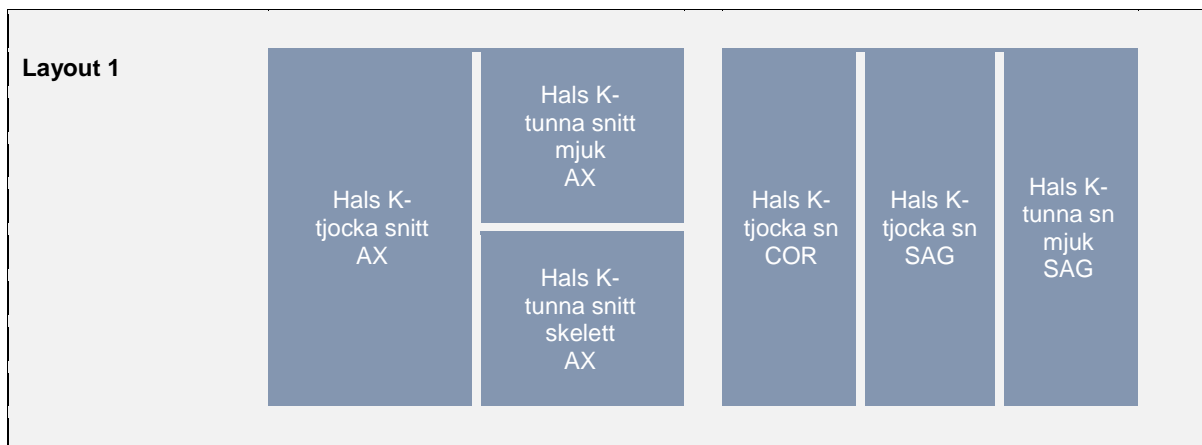 Layout 1
Hals K-
tjocka snitt
AX
Hals K-
tunna snitt
mjuk
AX
Hals K-
tunna snitt
skelett
AX
Hals K-
tjocka sn
COR
Hals K-
tjocka sn
SAG
Hals K-
tunna sn
mjuk
SAG